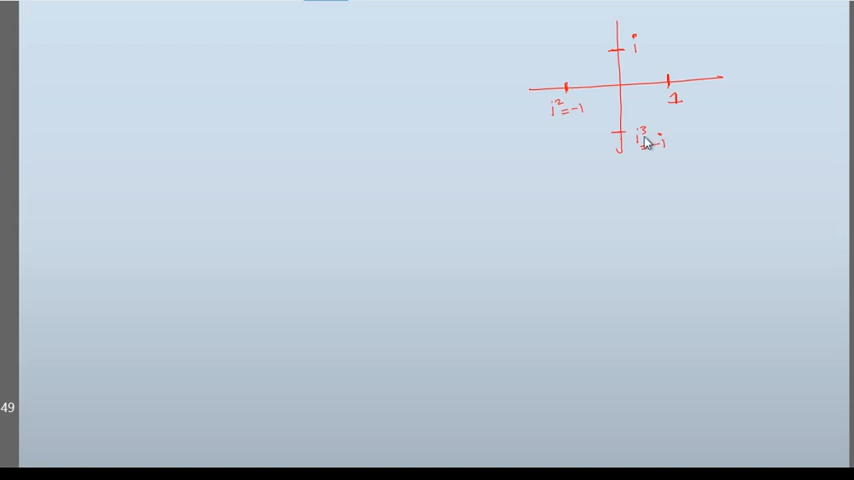 i
1
i² = -1
i³
= -i
49